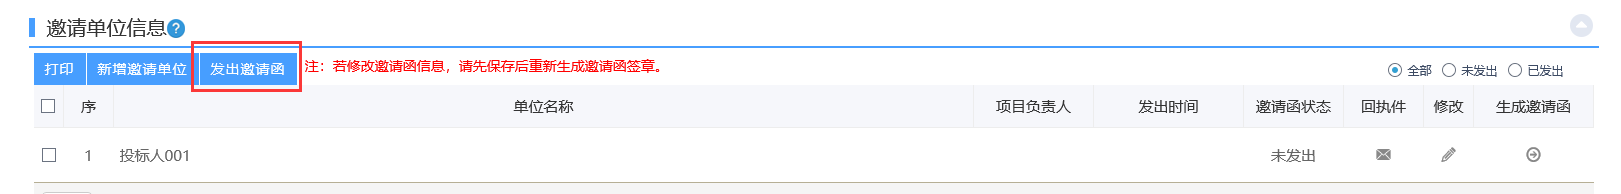 邀请单位信息?
打印 新增邀请单位 发出邀请函 注：若修改邀请函信息，请先保存后重新生成邀请函签章。 全部 未发出 已发出
序 单位名称 项目负责人 发出时间 邀请函状态 回执件 修改 生成邀请函
1 投标人001 未发出